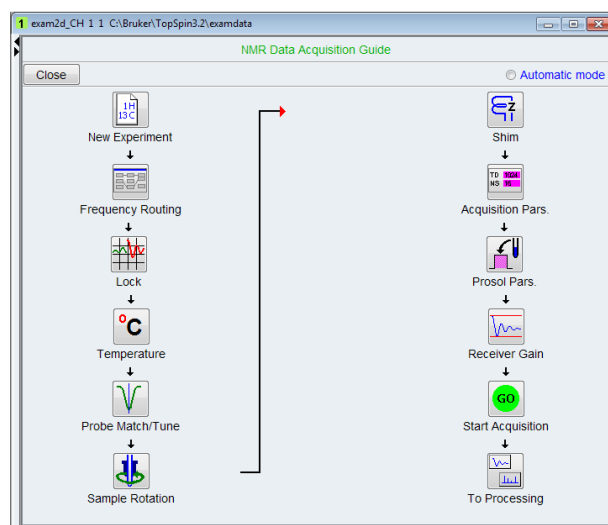 1 exam2d_CH 1 1 C:\Bruker\TopSpin3.2\examdata
NMR Data Acquisition Guide
Close
Automatic mode
1H
13C
New Experiment
Frequency Routing
Lock
°C
Temperature
Probe Match/Tune
Sample Rotation
Z
Shim
TD 1024
NS 16
Acquisition Pars.
Prosol Pars.
Receiver Gain
GO
Start Acquisition
To Processing